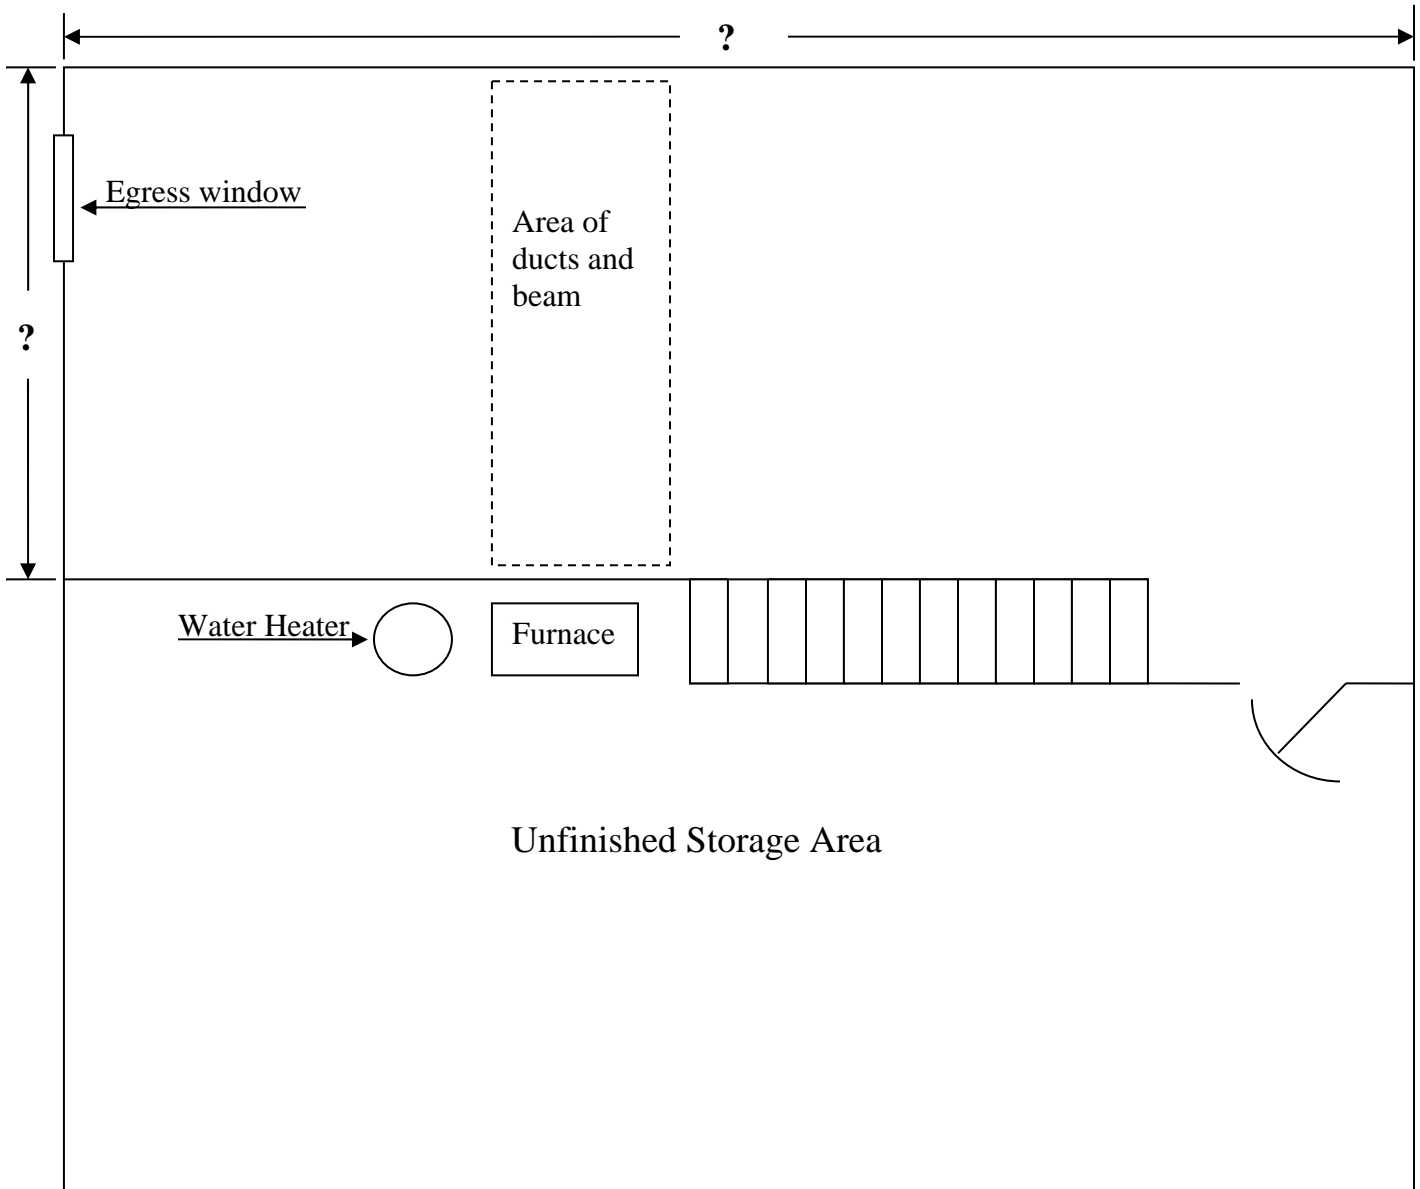 ?
Egress window
Area of
ducts and
beam
?
Water Heater
Furnace
Unfinished Storage Area